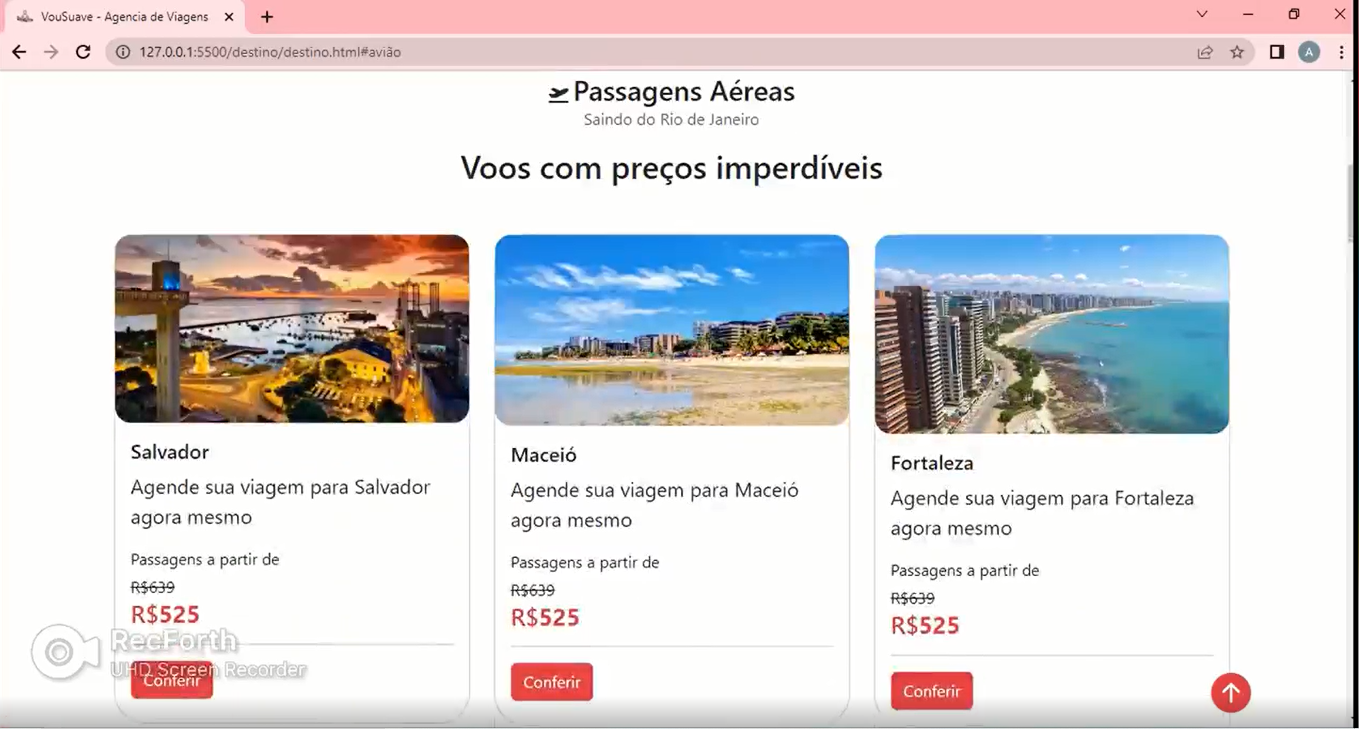 VouSuave - Agencia de Viagens
127.0.0.1:5500/destino/destino.html#avião
A
Passagens Aéreas
Saindo do Rio de Janeiro
Voos com preços imperdíveis
Salvador
Agende sua viagem para Salvador
agora mesmo
Passagens a partir de
R$639
R$525
Conferir
Maceió
Agende sua viagem para Maceió
agora mesmo
Passagens a partir de
R$639
R$525
Conferir
Fortaleza
Agende sua viagem para Fortaleza
agora mesmo
Passagens a partir de
R$639
R$525
Conferir
RecForth
UHD Screen Recorder